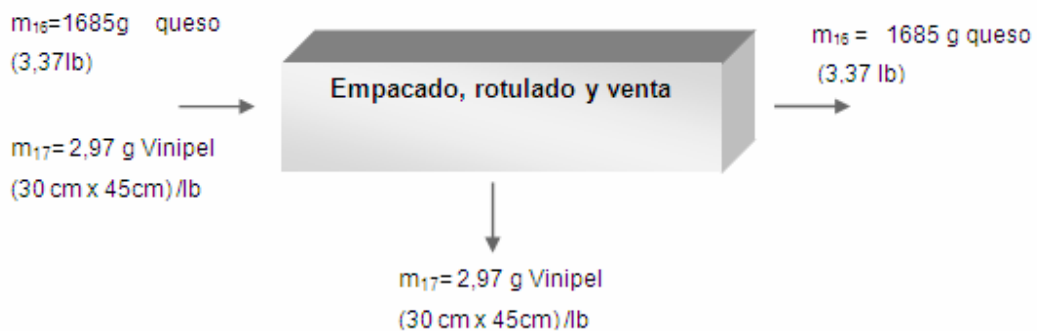 m₁₆=1685g queso
(3,37lb)
m₁₇= 2,97 g Vinipel
(30 cm x 45cm) /lb
Empacado, rotulado y venta
m₁₆ = 1685 g queso
(3,37 lb)
m₁₇= 2,97 g Vinipel
(30 cm x 45cm) /lb